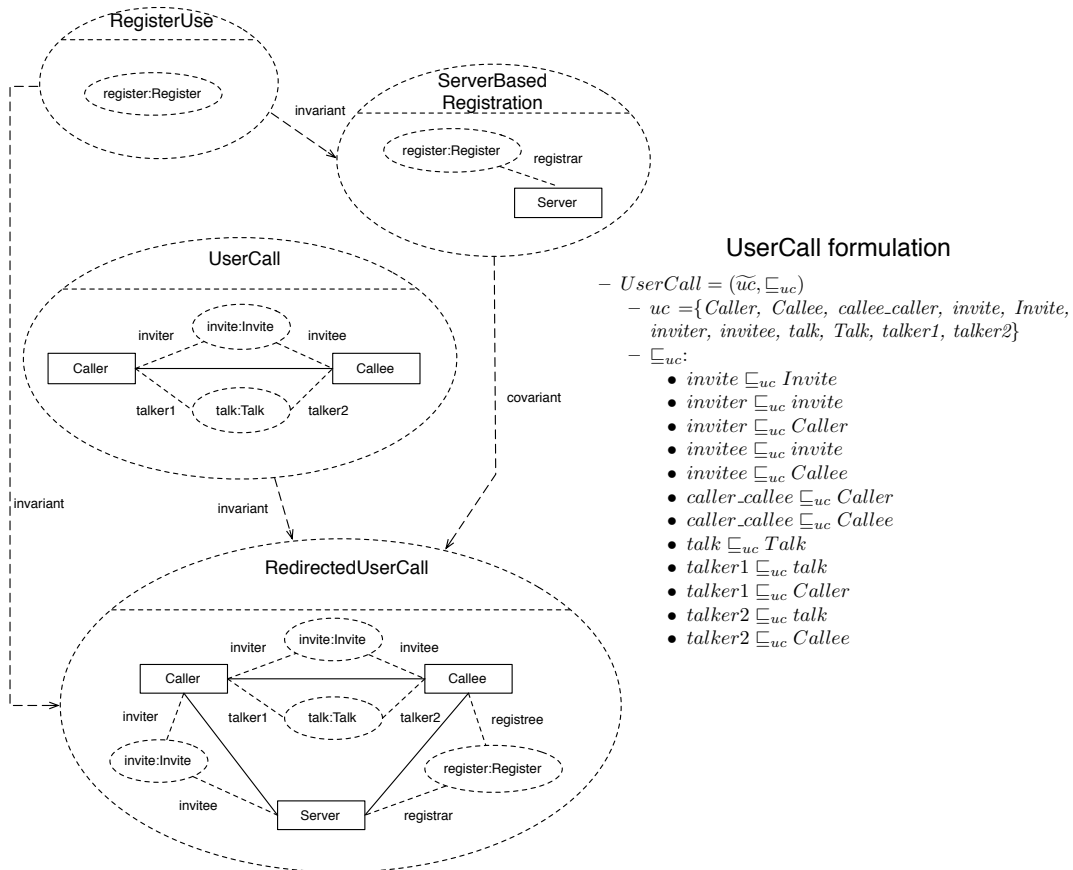 RegisterUse
register:Register
invariant
ServerBased
Registration
register:Register
registrar
Server
UserCall
inviter
invite:Invite
invitee
Caller
Callee
talker1
talk:Talk
talker2
covariant
invariant
invariant
RedirectedUserCall
inviter
invite:Invite
invitee
Caller
Callee
inviter
talker1
talk:Talk
talker2
registree
invite:Invite
register:Register
invitee
Server
registrar
UserCall formulation
– UserCall = (u͠c, ⊑uc)
– uc ={Caller, Callee, callee_caller, invite, Invite,
inviter, invitee, talk, Talk, talker1, talker2}
– ⊑uc:
• invite ⊑uc Invite
• inviter ⊑uc invite
• inviter ⊑uc Caller
• invitee ⊑uc invite
• invitee ⊑uc Callee
• caller_callee ⊑uc Caller
• caller_callee ⊑uc Callee
• talk ⊑uc Talk
• talker1 ⊑uc talk
• talker1 ⊑uc Caller
• talker2 ⊑uc talk
• talker2 ⊑uc Callee